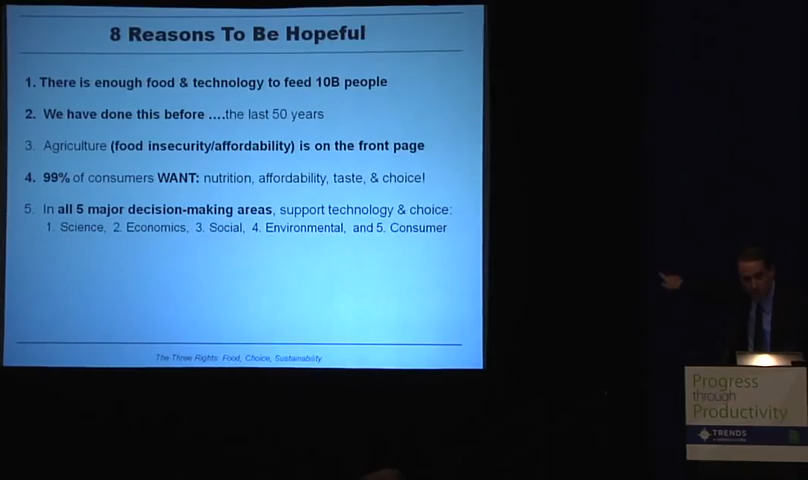 8 Reasons To Be Hopeful
1. There is enough food & technology to feed 10B people
2. We have done this before ....the last 50 years
3. Agriculture (food insecurity/affordability) is on the front page
4. 99% of consumers WANT: nutrition, affordability, taste, & choice!
5. In all 5 major decision-making areas, support technology & choice:
1. Science, 2. Economics, 3. Social, 4. Environmental, and 5. Consumer
The Three Rights: Food, Choice, Sustainability
Progress
through
Productivity
TRENDS